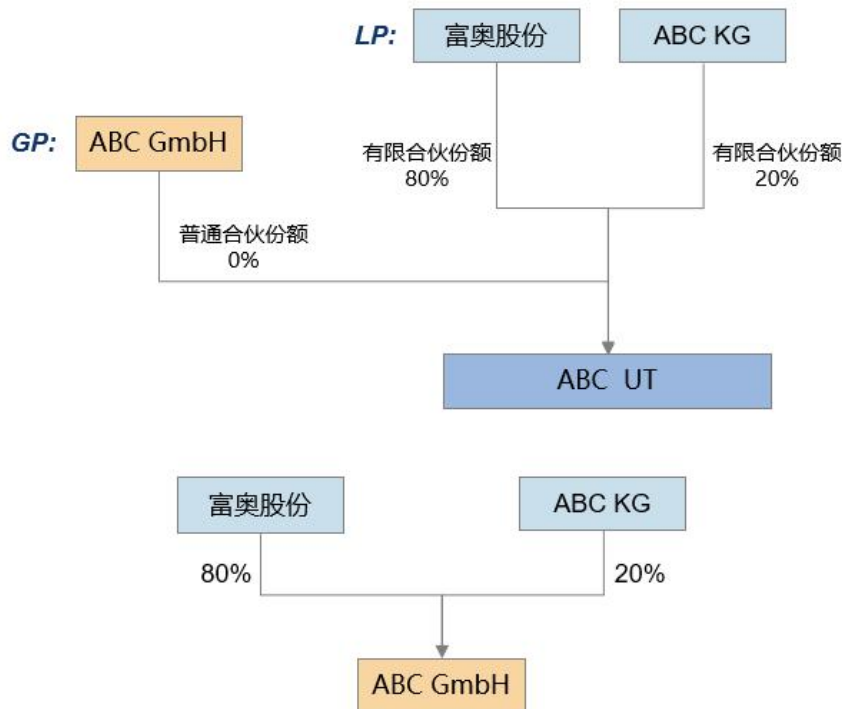 LP:
富奥股份
ABC KG
GP:
ABC GmbH
有限合伙份额
80%
有限合伙份额
20%
普通合伙份额
0%
ABC UT
富奥股份
ABC KG
80%
20%
ABC GmbH